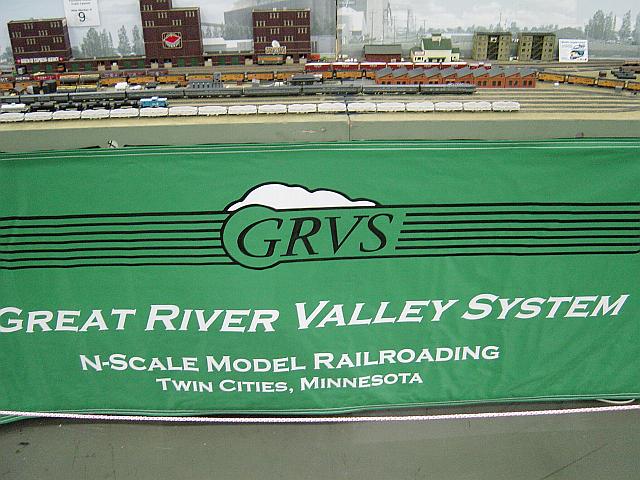 9
GRVS
GREAT RIVER VALLEY SYSTEM
N-SCALE MODEL RAILROADING
TWIN CITIES, MINNESOTA